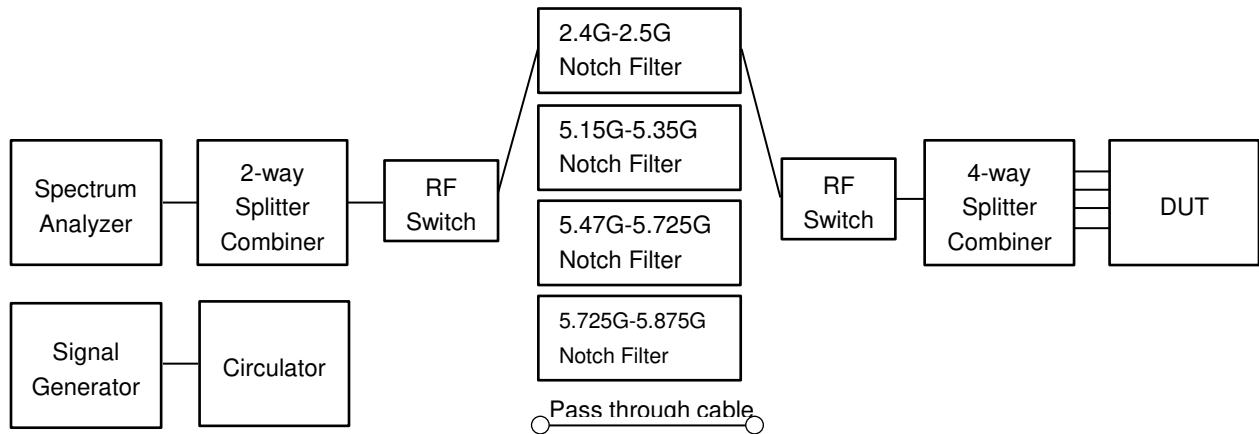 2.4G-2.5G
Notch Filter
5.15G-5.35G
Notch Filter
Spectrum
Analyzer
2-way
Splitter
Combiner
RF
Switch
RF
Switch
4-way
Splitter
Combiner
DUT
5.47G-5.725G
Notch Filter
5.725G-5.875G
Notch Filter
Signal
Generator
Circulator
Pass through cable